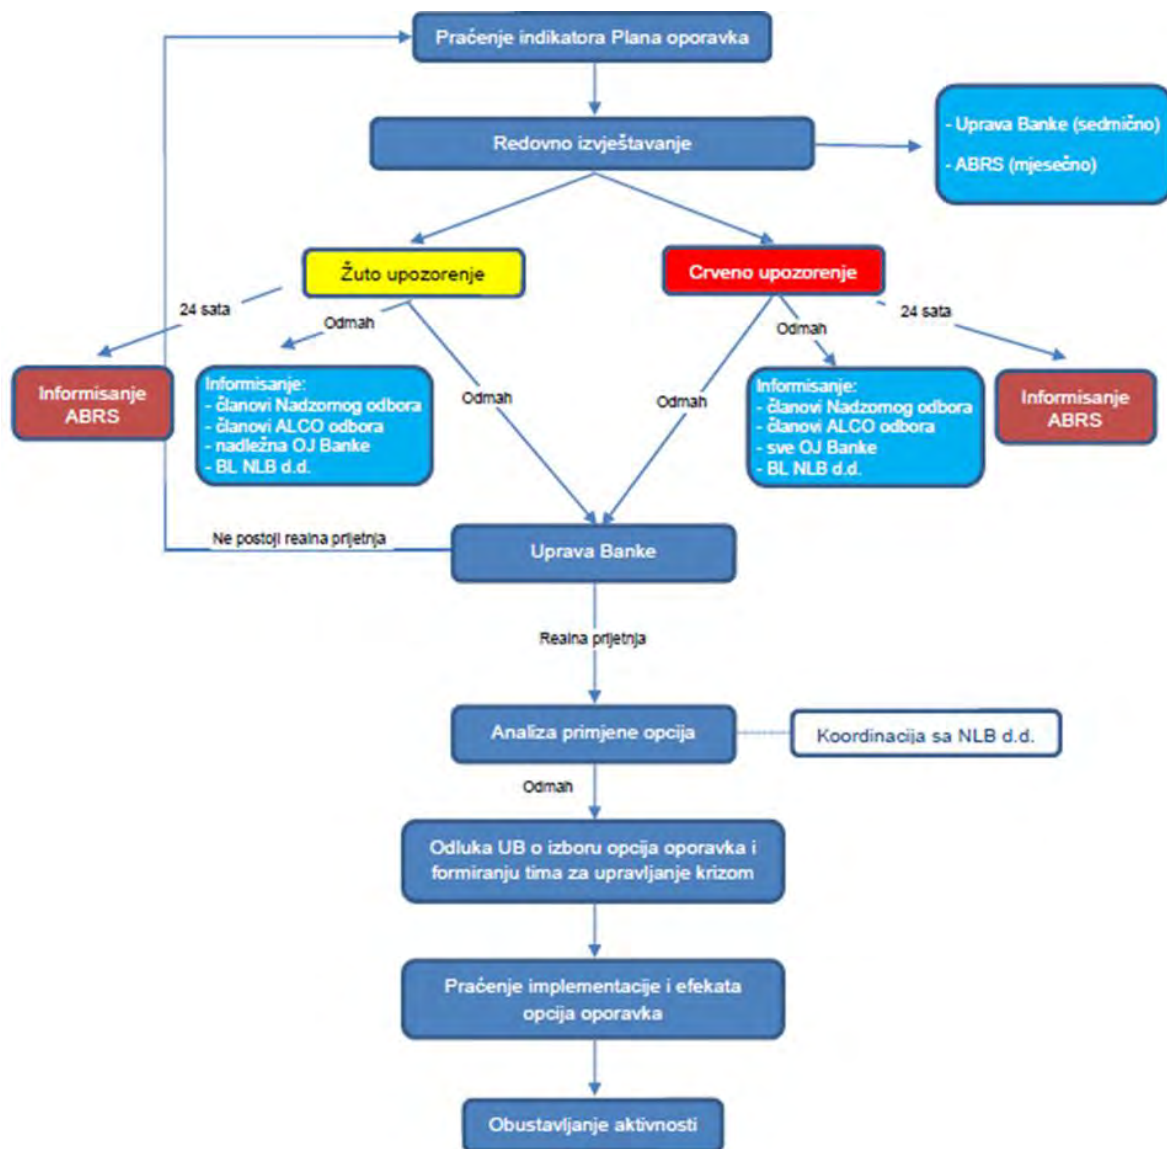 Praćenje indikatora Plana oporavka
Redovno izvještavanje
- Uprava Banke (sedmično)
- ABRS (mjesečno)
Žuto upozorenje
Crveno upozorenje
24 sata
Odmah
Odmah
24 sata
Informisanje
ABRS
Informisanje:
- članovi Nadzornog odbora
- članovi ALCO odbora
- nadležna OJ Banke
- BL NLB d.d.
Odmah
Odmah
Informisanje:
- članovi Nadzornog odbora
- članovi ALCO odbora
- sve OJ Banke
- BL NLB d.d.
Informisanje
ABRS
Ne postoji realna prijetnja
Uprava Banke
Realna prijetnja
Analiza primjene opcija
Koordinacija sa NLB d.d.
Odmah
Odluka UB o izboru opcija oporavka i
formiranju tima za upravljanje krizom
Praćenje implementacije i efekata
opcija oporavka
Obustavljanje aktivnosti